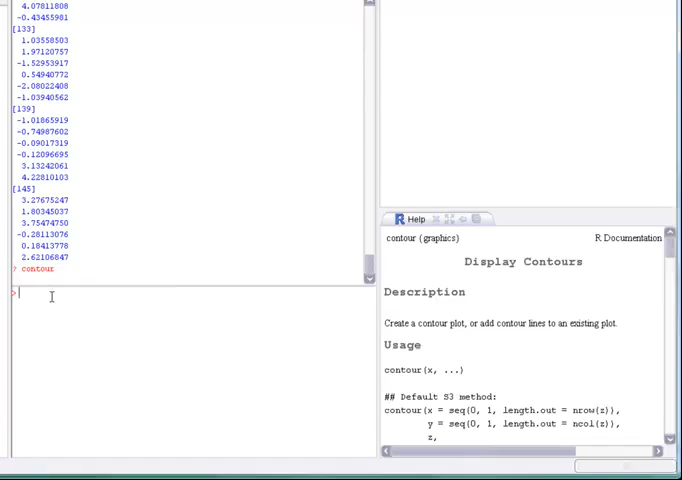 4.07811808
-0.43455981
[133]
1.03558503
1.97120757
-1.52953917
0.54940772
-2.08022408
-1.03940562
[139]
-1.01865919
-0.74987602
-0.09017319
-0.12096695
3.13242061
4.22810103
[145]
3.27675247
1.80345037
3.75474750
-0.28113076
0.18413778
2.62106847
? contour
>
R Help
contour {graphics}
R Documentation
Display Contours
Description
Create a contour plot, or add contour lines to an existing plot.
Usage
contour(x, ...)
## Default S3 method:
contour(x = seq(0, 1, length.out = nrow(z)),
y = seq(0, 1, length.out = ncol(z)),
z,